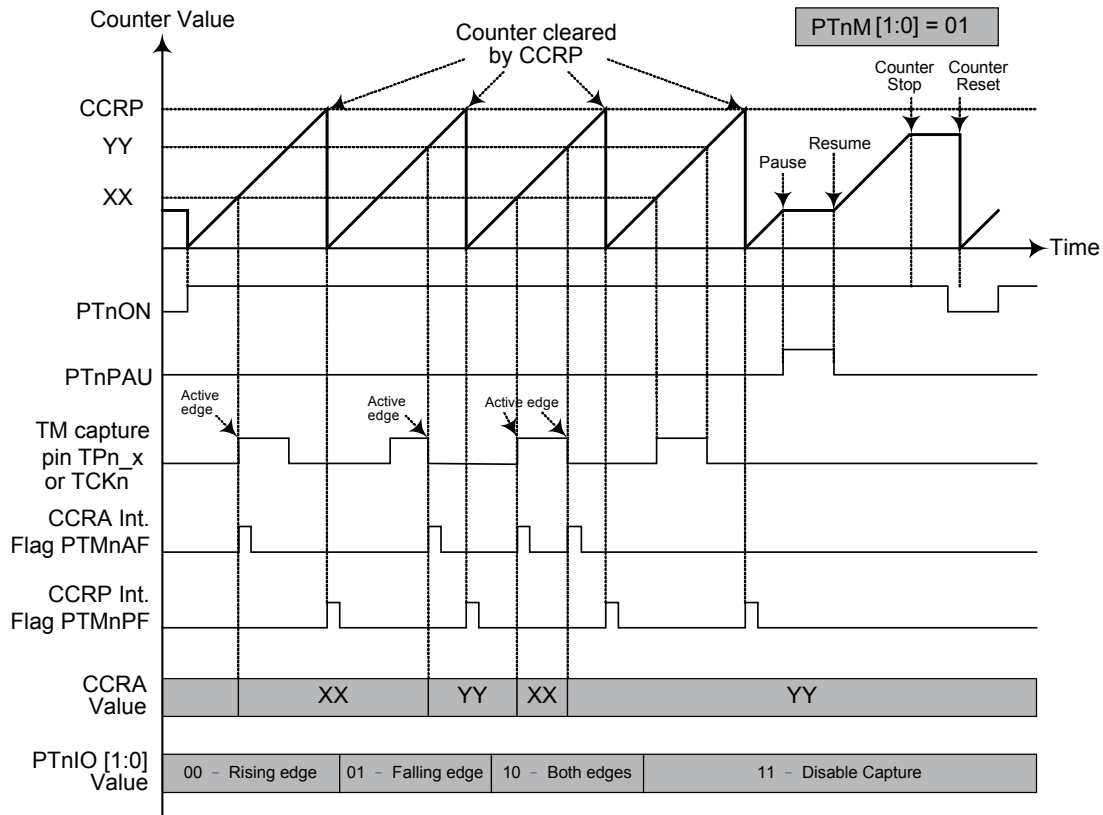 Counter Value
Counter cleared
by CCRP
PTnM [1:0] = 01
Counter
Stop
Counter
Reset
CCRP
YY
XX
Pause
Resume
Time
PTnON
PTnPAU
Active
edge
Active
edge
Active edge
TM capture
pin TPn_x
or TCKn
CCRA Int.
Flag PTMnAF
CCRP Int.
Flag PTMnPF
CCRA
Value
XX
YY
XX
YY
PTnIO [1:0]
Value
00 – Rising edge
01 – Falling edge
10 – Both edges
11 – Disable Capture